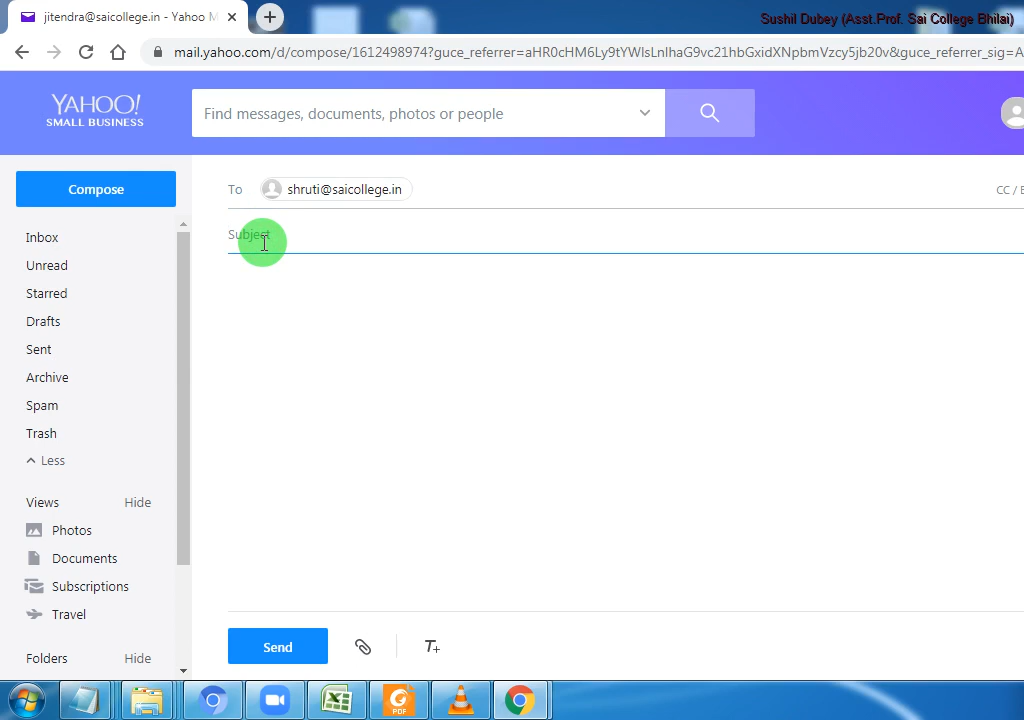 jitendra@saicollege.in - Yahoo M
Sushil Dubey (Asst.Prof. Sai College Bhilai)
mail.yahoo.com/d/compose/1612498974?guce_referrer=aHR0cHM6Ly9tYWlsLnlhaG9vc21hbGxidXNpbmVzcy5jb20v&guce_referrer_sig=A
YAHOO!
SMALL BUSINESS
Find messages, documents, photos or people
Compose
To shruti@saicollege.in CC / B
Subject
Inbox
Unread
Starred
Drafts
Sent
Archive
Spam
Trash
Less
Views Hide
Photos
Documents
Subscriptions
Travel
Folders Hide
Send
T+
PDF